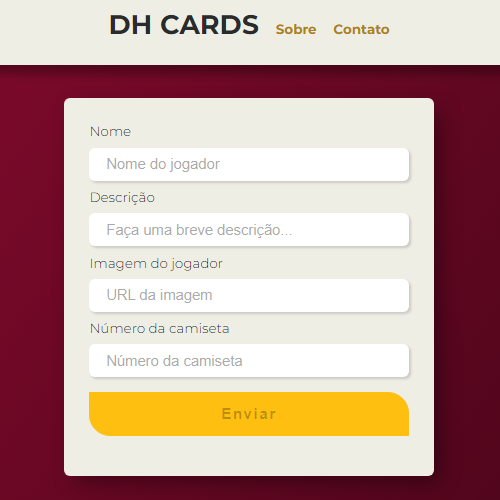 DH CARDS Sobre Contato
Nome
Nome do jogador
Descrição
Faça uma breve descrição...
Imagem do jogador
URL da imagem
Número da camiseta
Número da camiseta
Enviar